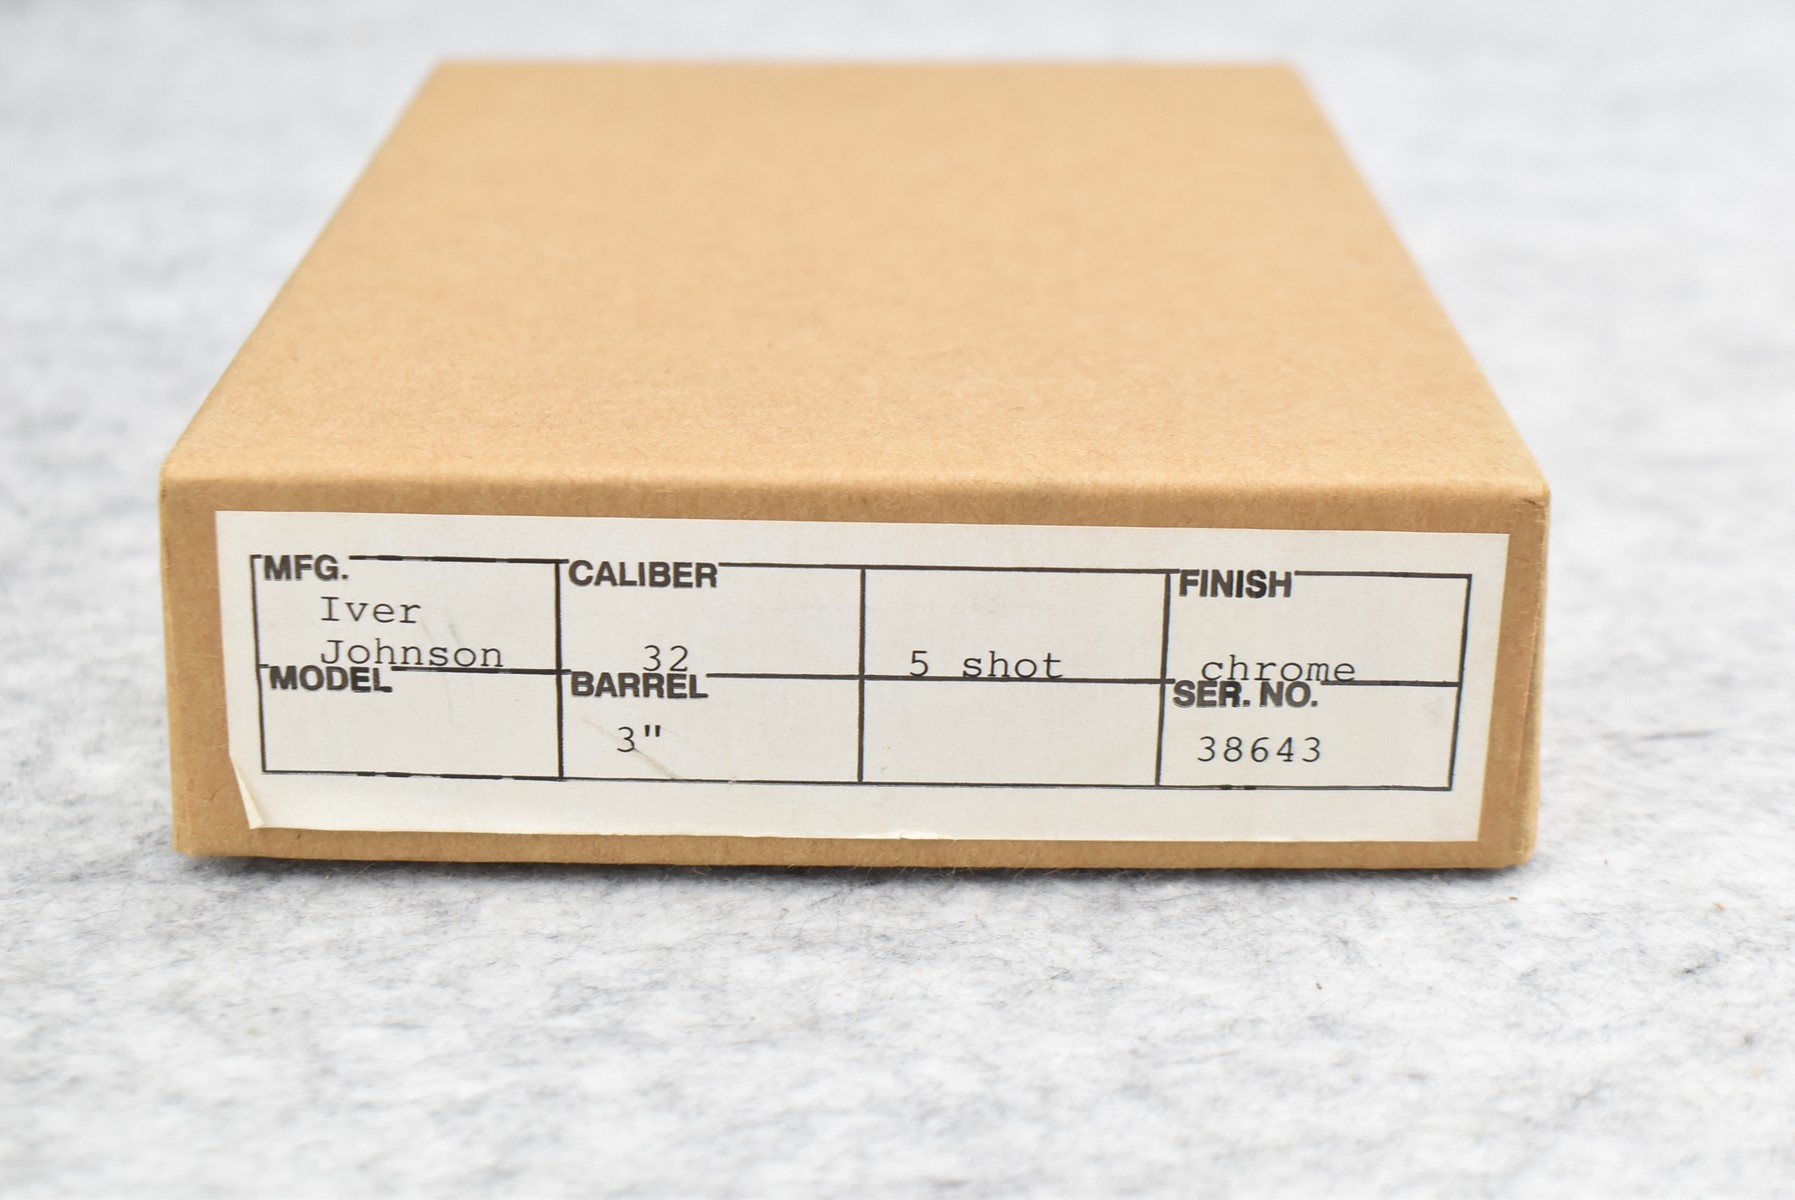 MFG. CALIBER FINISH
Iver
Johnson 32 5 shot chrome
MODEL BARREL SER. NO.
3" 38643